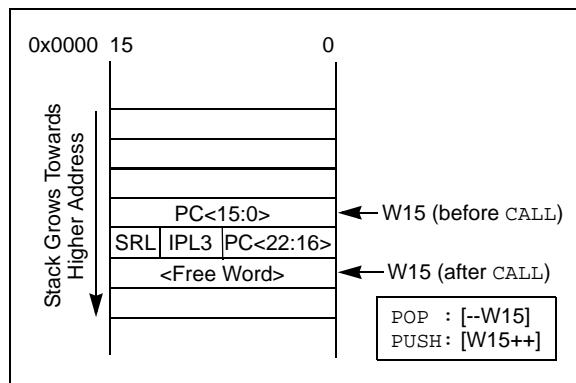 0x0000 15 0
Stack Grows Towards
Higher Address
PC<15:0>
W15 (before CALL)
SRL IPL3 PC<22:16>
<Free Word>
W15 (after CALL)
POP : [--W15]
PUSH: [W15++]